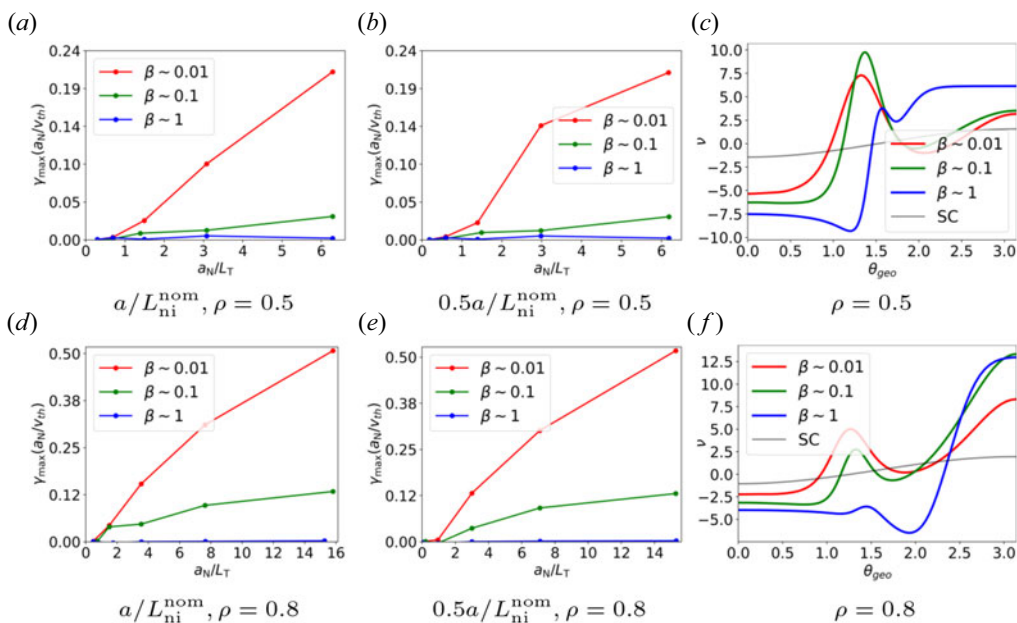 (a)
0.24
0.19
0.14
0.10
0.05
0.00
γmax(aN/vth)
β ~ 0.01
β ~ 0.1
β ~ 1
0 1 2 3 4 5 6
aN/LT
a/L_ni^nom, ρ = 0.5
(b)
0.24
0.19
0.14
0.10
0.05
0.00
γmax(aN/vth)
β ~ 0.01
β ~ 0.1
β ~ 1
0 1 2 3 4 5 6
aN/LT
0.5a/L_ni^nom, ρ = 0.5
(c)
10.0
7.5
5.0
2.5
0.0
−2.5
−5.0
−7.5
−10.0
ν
β ~ 0.01
β ~ 0.1
β ~ 1
SC
0.0 0.5 1.0 1.5 2.0 2.5 3.0
θgeo
ρ = 0.5
(d)
0.50
0.38
0.25
0.12
0.00
γmax(aN/vth)
β ~ 0.01
β ~ 0.1
β ~ 1
2 4 6 8 10 12 14 16
aN/LT
a/L_ni^nom, ρ = 0.8
(e)
0.50
0.38
0.25
0.12
0.00
γmax(aN/vth)
β ~ 0.01
β ~ 0.1
β ~ 1
0 2 4 6 8 10 12 14
aN/LT
0.5a/L_ni^nom, ρ = 0.8
(f)
12.5
10.0
7.5
5.0
2.5
0.0
−2.5
−5.0
ν
β ~ 0.01
β ~ 0.1
β ~ 1
SC
0.0 0.5 1.0 1.5 2.0 2.5 3.0
θgeo
ρ = 0.8